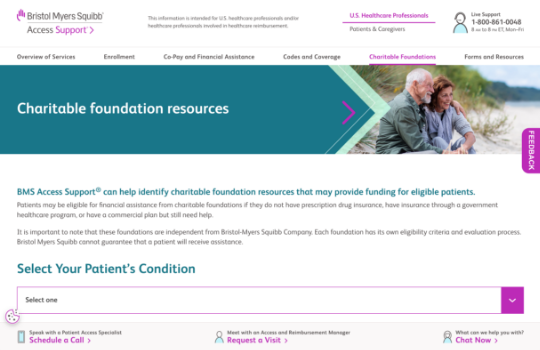 Bristol Myers Squibb™
Access Support®
This information is intended for U.S. healthcare professionals and/or
healthcare professionals involved in healthcare reimbursement.
U.S. Healthcare Professionals
Patients & Caregivers
Live Support
1-800-861-0048
8 AM to 8 PM ET, Mon–Fri
Overview of Services
Enrollment
Co-Pay and Financial Assistance
Codes and Coverage
Charitable Foundations
Forms and Resources
Charitable foundation resources
FEEDBACK
BMS Access Support® can help identify charitable foundation resources that may provide funding for eligible patients.
Patients may be eligible for financial assistance from charitable foundations if they do not have prescription drug insurance, have insurance through a government
healthcare program, or have a commercial plan but still need help.
It is important to note that these foundations are independent from Bristol-Myers Squibb Company. Each foundation has its own eligibility criteria and evaluation process.
Bristol Myers Squibb cannot guarantee that a patient will receive assistance.
Select Your Patient's Condition
Select one
Speak with a Patient Access Specialist
Schedule a Call
Meet with an Access and Reimbursement Manager
Request a Visit
What can we help you with?
Chat Now